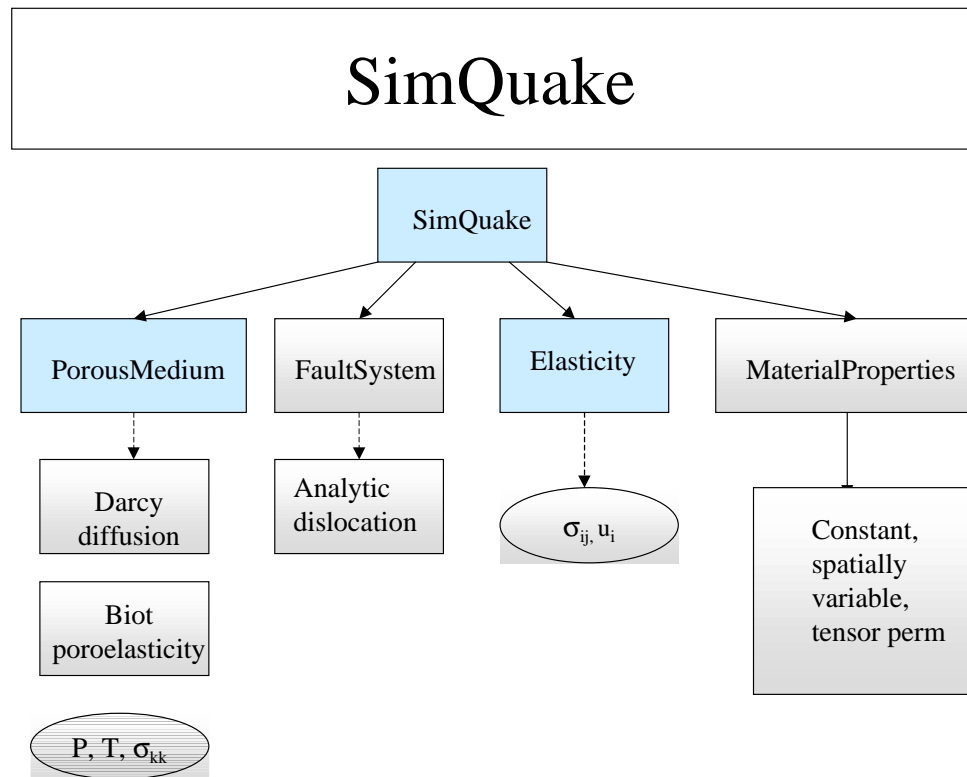 SimQuake
SimQuake
PorousMedium
FaultSystem
Elasticity
MaterialProperties
Darcy
diffusion
Analytic
dislocation
σij, ui
Constant,
spatially
variable,
tensor perm
Biot
poroelasticity
P, T, σkk